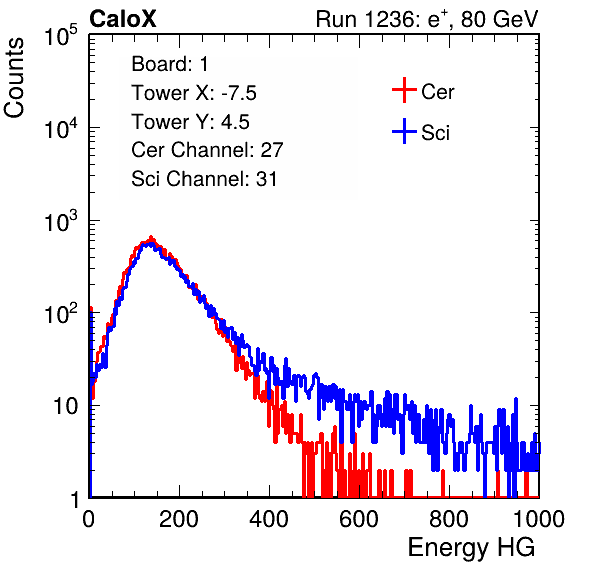 CaloX Run 1236: e⁺, 80 GeV
Counts
10⁵
10⁴
10³
10²
10
1
Board: 1
Tower X: -7.5
Tower Y: 4.5
Cer Channel: 27
Sci Channel: 31
Cer
Sci
0 200 400 600 800 1000
Energy HG